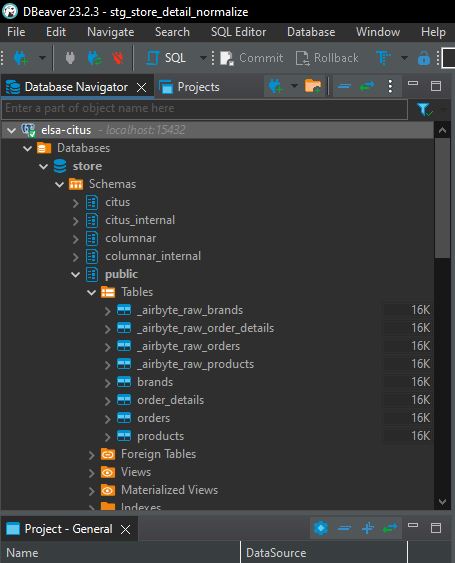 DBeaver 23.2.3 - stg_store_detail_normalize
File Edit Navigate Search SQL Editor Database Window Help
SQL Commit Rollback T
Database Navigator Projects
Enter a part of object name here
elsa-citus - localhost:15432
Databases
store
Schemas
citus
citus_internal
columnar
columnar_internal
public
Tables
_airbyte_raw_brands 16K
_airbyte_raw_order_details 16K
_airbyte_raw_orders 16K
_airbyte_raw_products 16K
brands 16K
order_details 16K
orders 16K
products 16K
Foreign Tables
Views
Materialized Views
Indexes
Project - General
Name DataSource